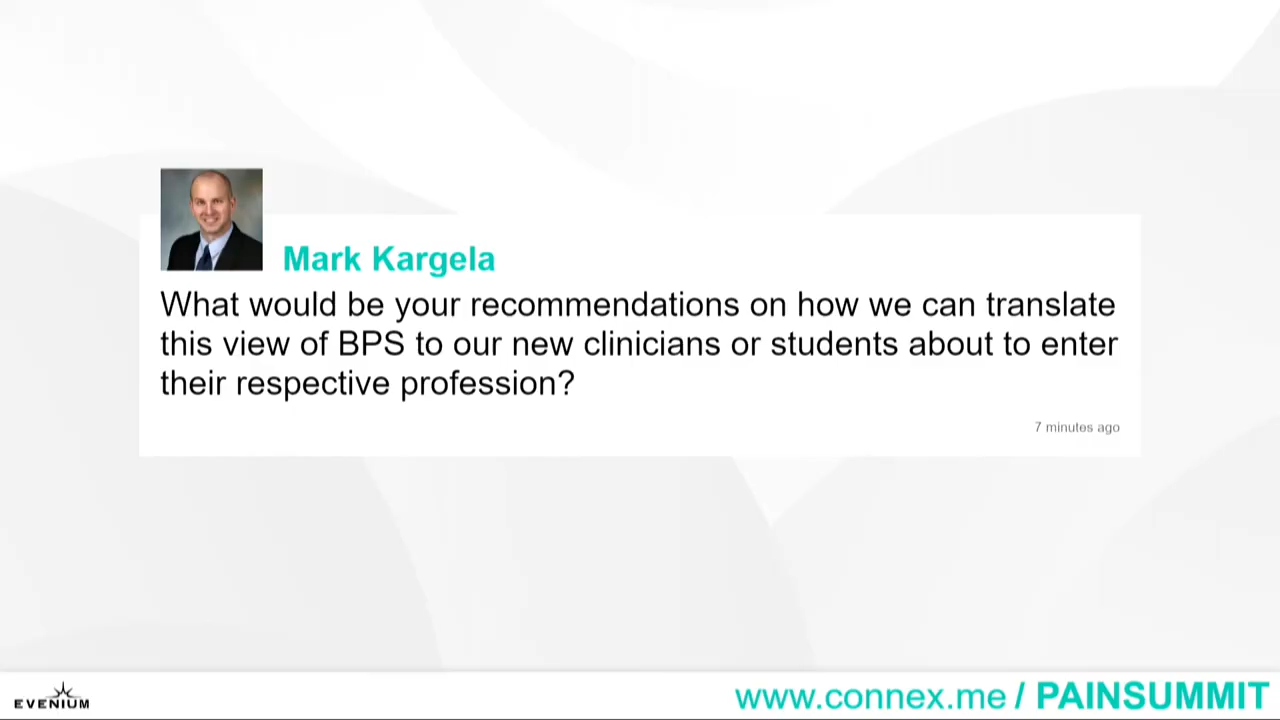 Mark Kargela
What would be your recommendations on how we can translate
this view of BPS to our new clinicians or students about to enter
their respective profession?
7 minutes ago
EVENIUM
www.connex.me / PAINSUMMIT